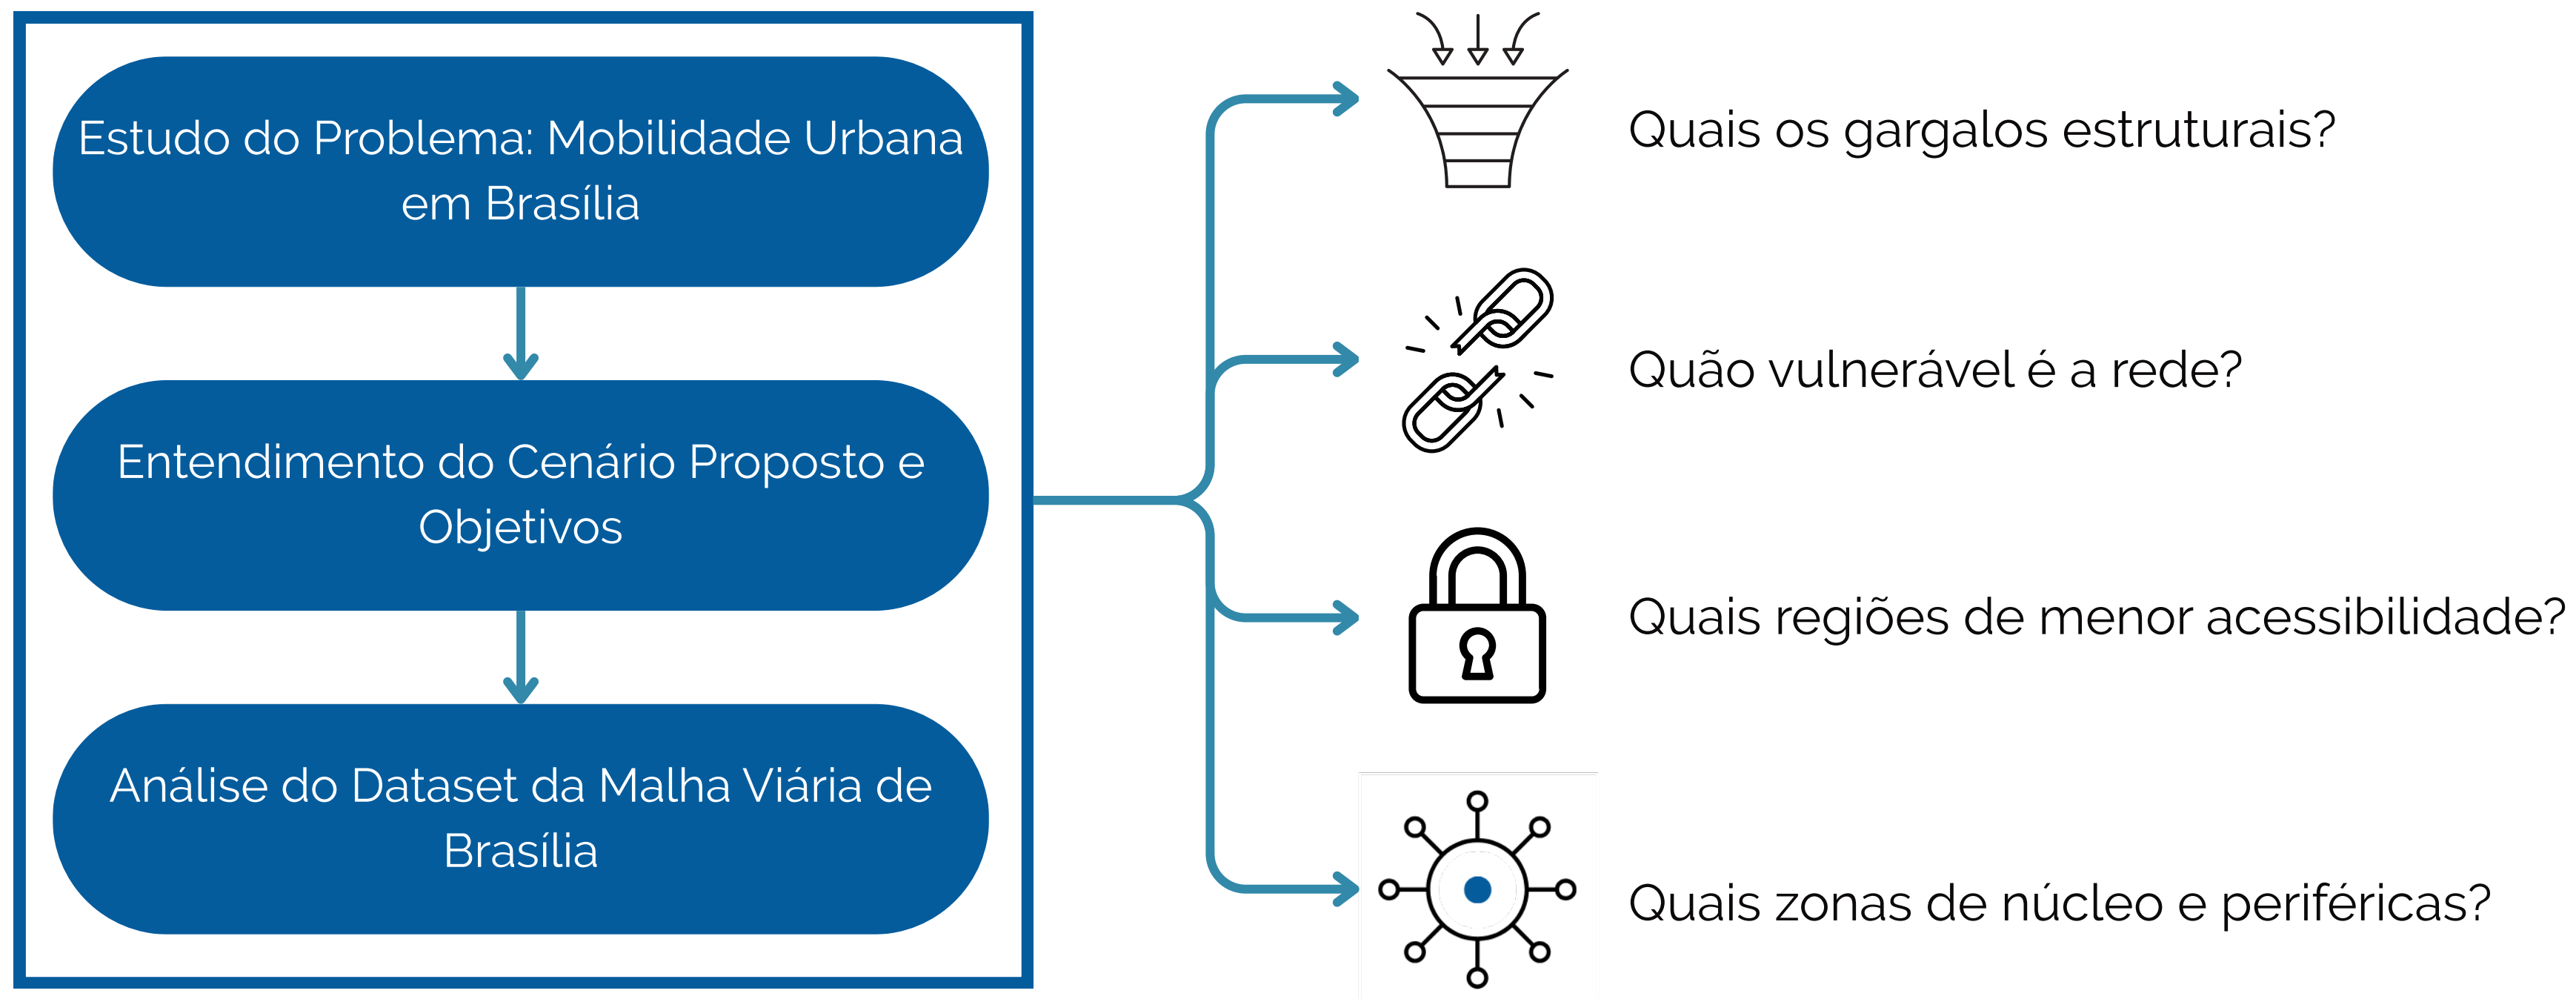 Estudo do Problema: Mobilidade Urbana
em Brasília
Entendimento do Cenário Proposto e
Objetivos
Análise do Dataset da Malha Viária de
Brasília
Quais os gargalos estruturais?
Quão vulnerável é a rede?
Quais regiões de menor acessibilidade?
Quais zonas de núcleo e periféricas?